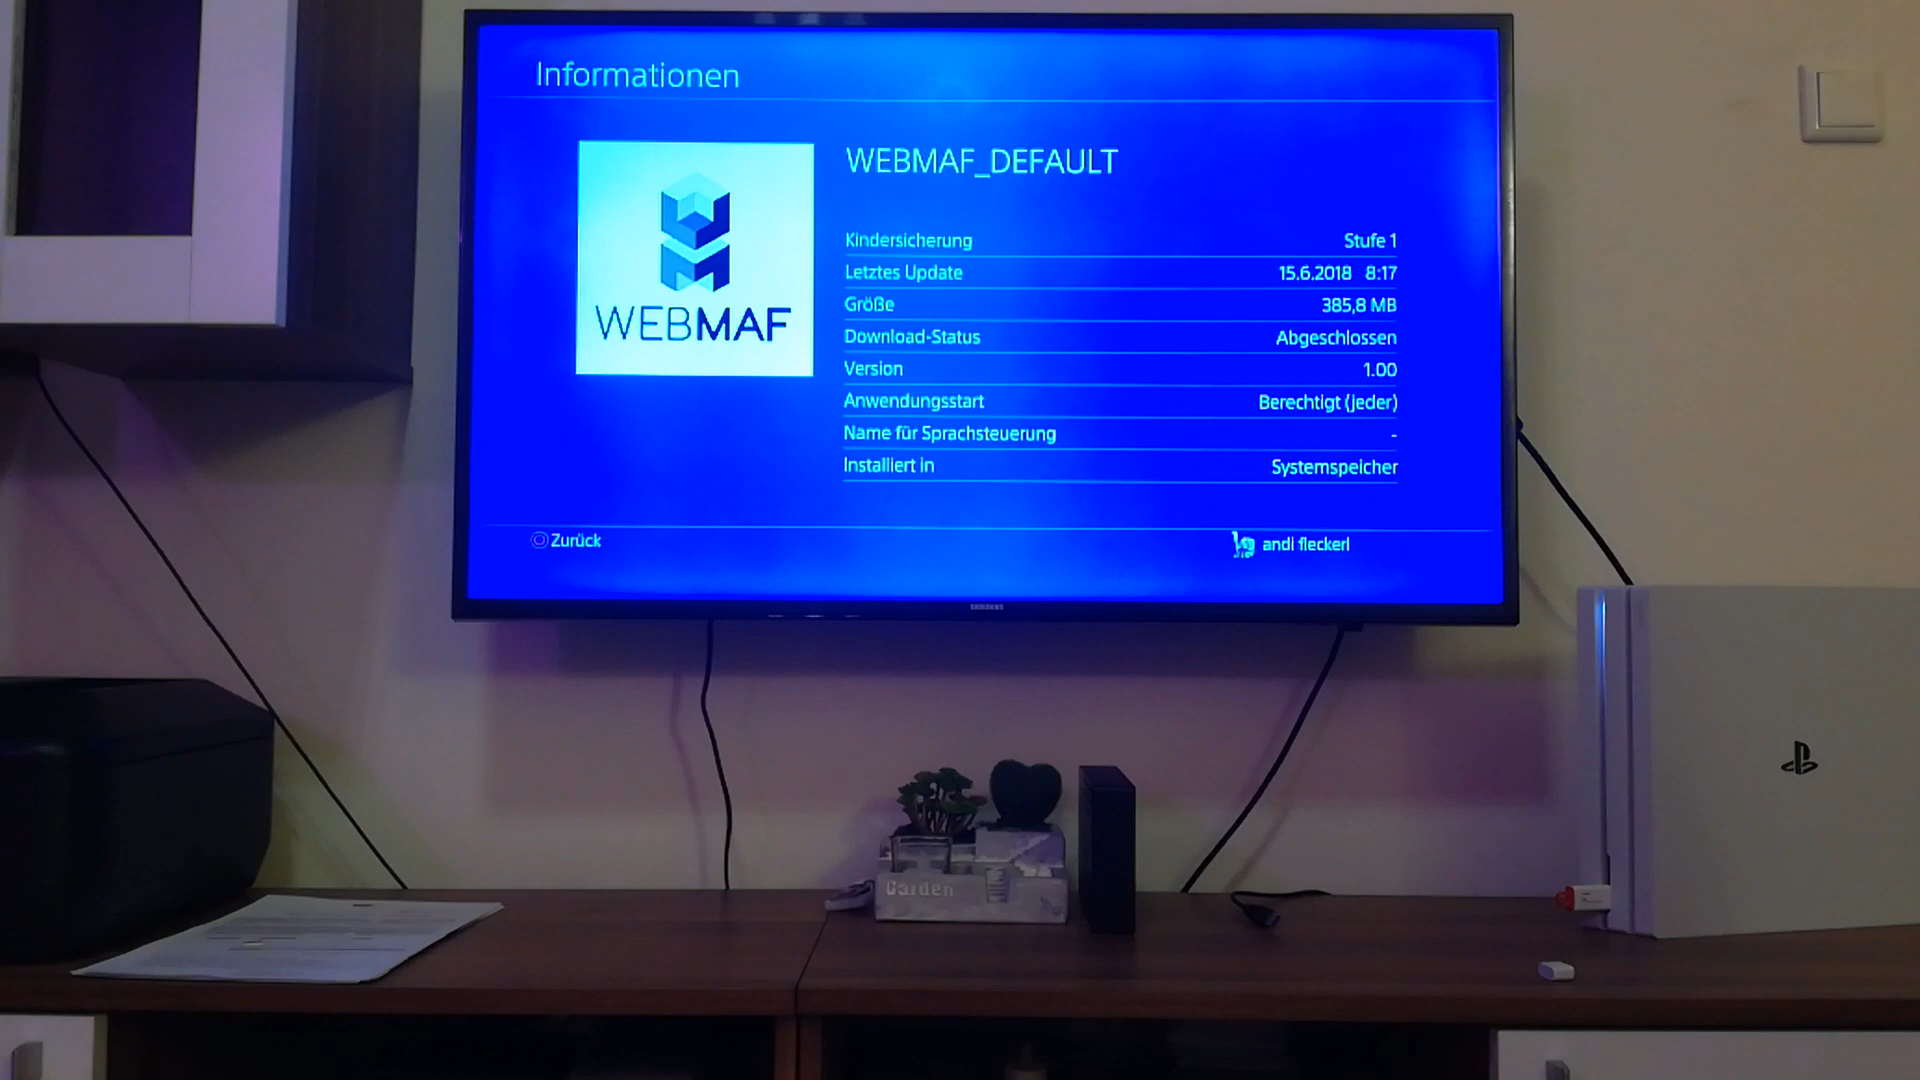 Informationen
WEBMAF
WEBMAF_DEFAULT
Kindersicherung Stufe 1
Letztes Update 15.6.2018 8:17
Größe 385,8 MB
Download-Status Abgeschlossen
Version 1.00
Anwendungsstart Berechtigt (jeder)
Name für Sprachsteuerung -
Installiert in Systemspeicher
Zurück
andi fleckerl
SAMSUNG
Garden